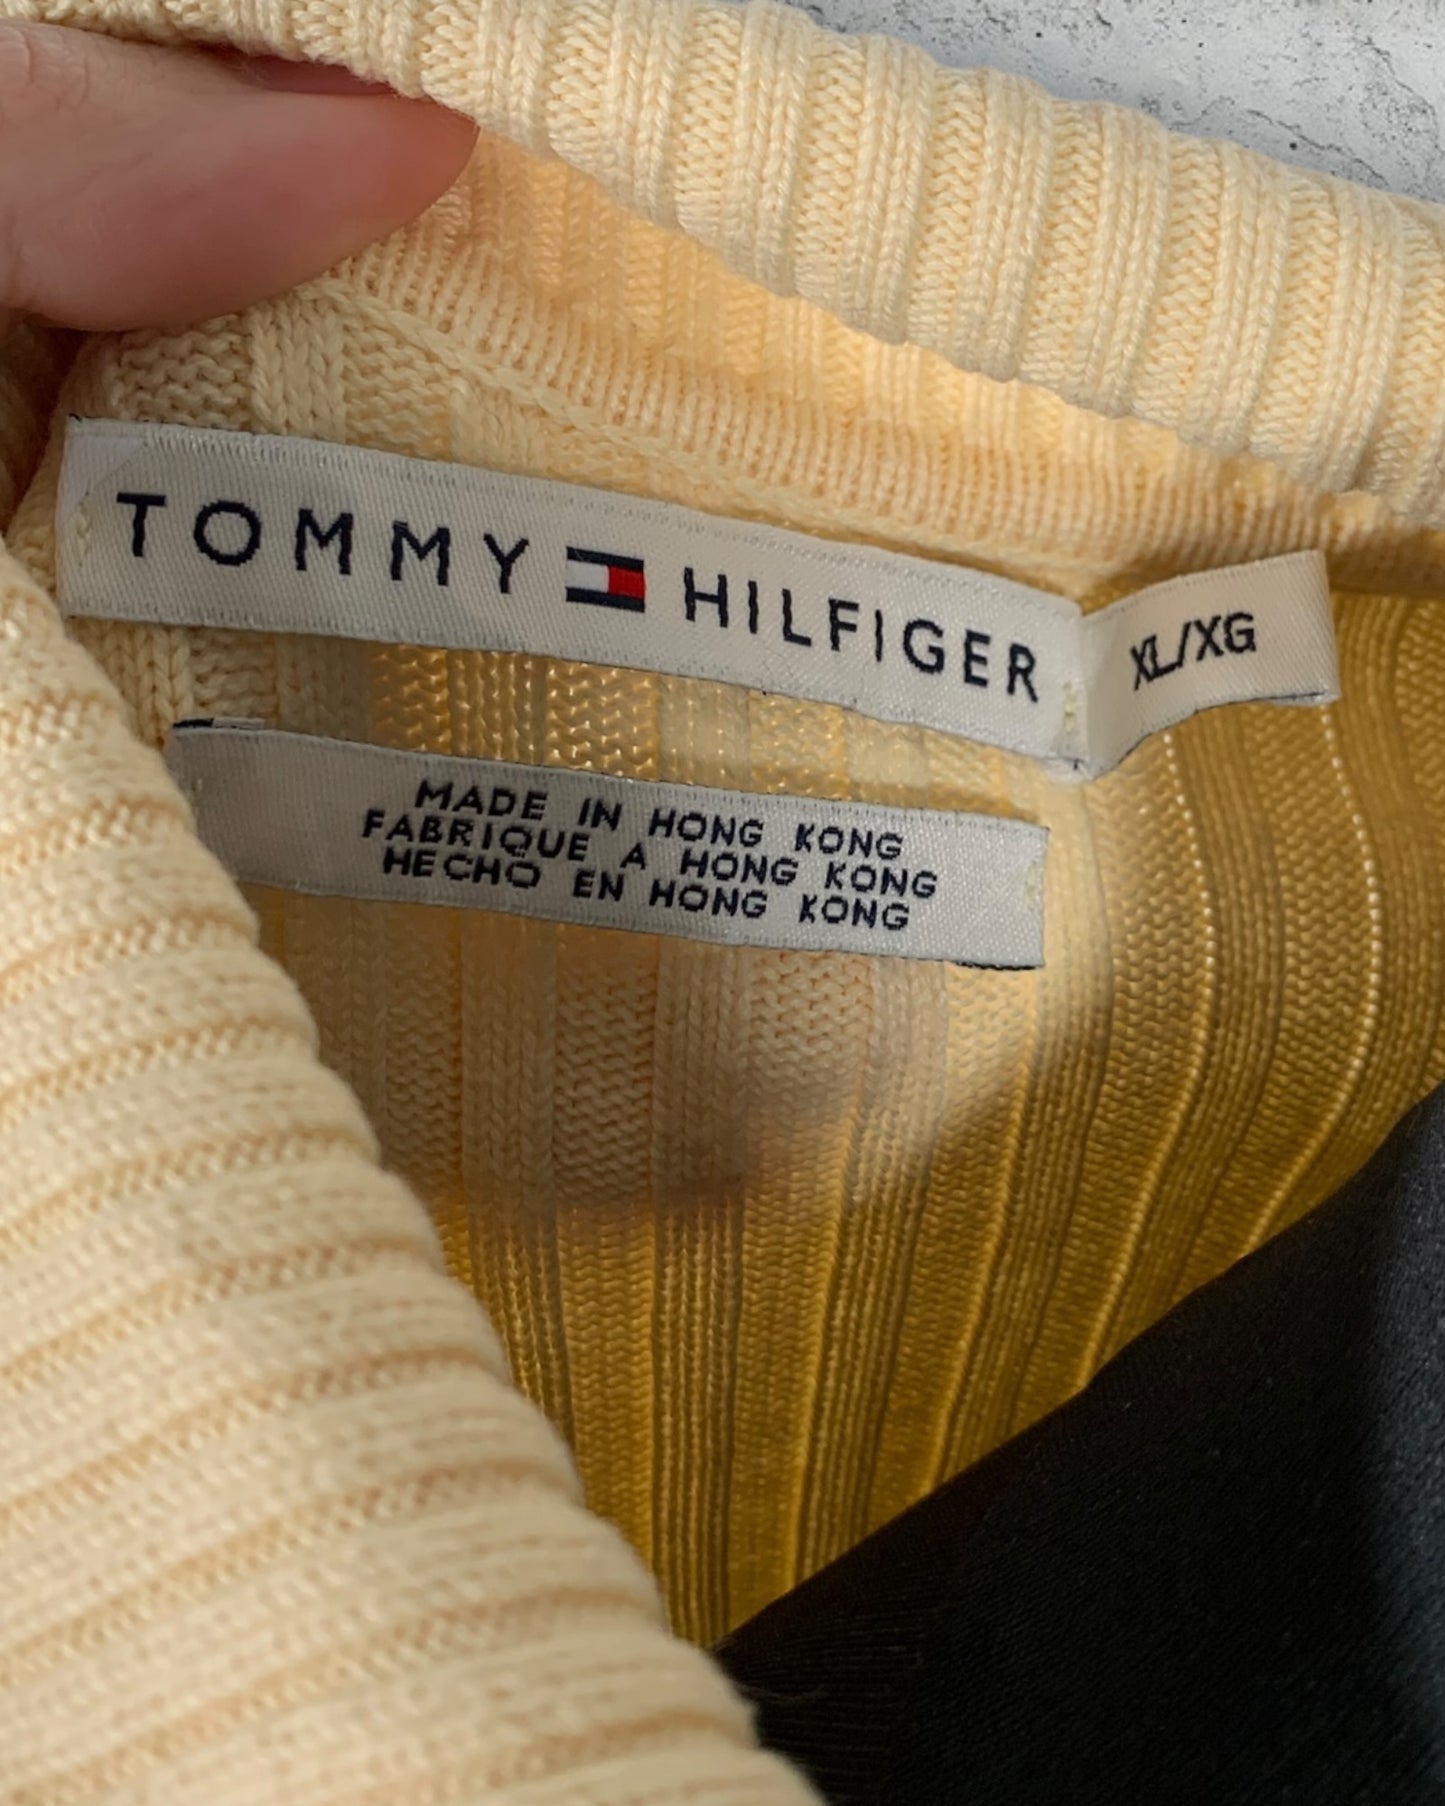 TOMMY HILFIGER
XL/XG
MADE IN HONG KONG
FABRIQUE A HONG KONG
HECHO EN HONG KONG